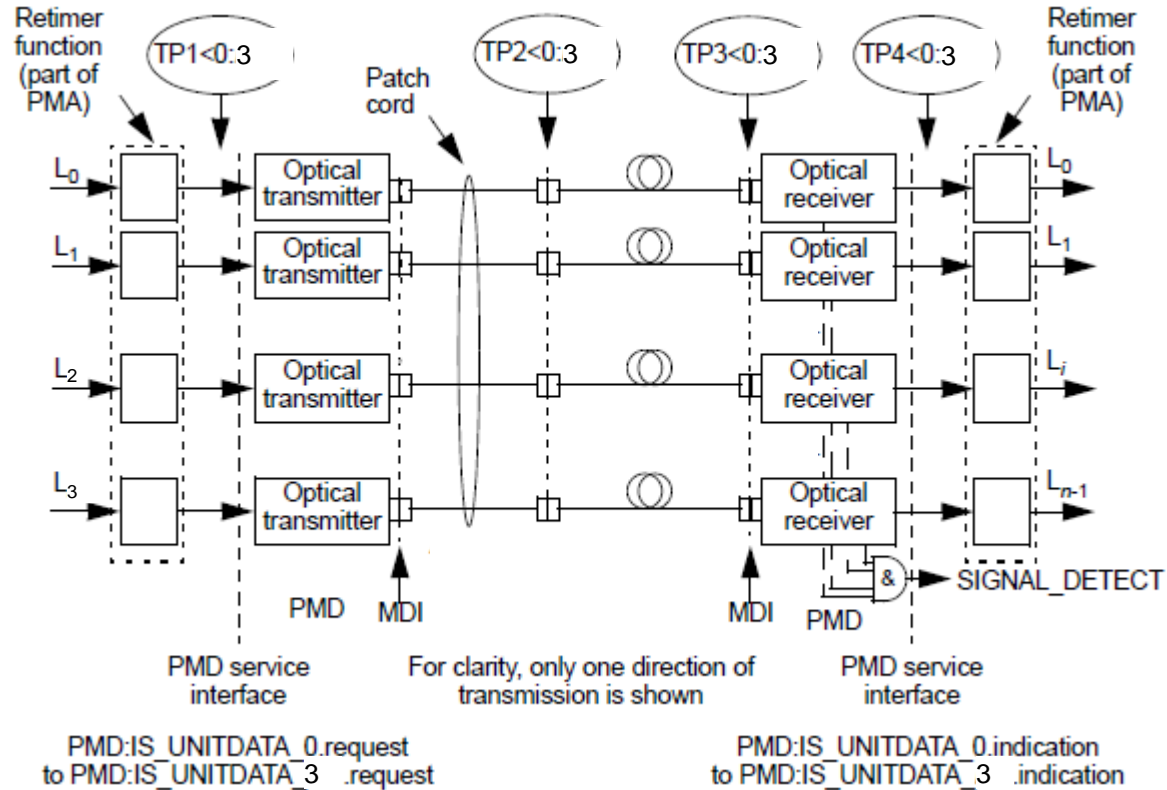 Retimer
function
(part of
PMA)
TP1<0:3
Patch
cord
TP2<0:3
TP3<0:3
TP4<0:3
Retimer
function
(part of
PMA)
L0
Optical
transmitter
Optical
receiver
L0
L1
Optical
transmitter
Optical
receiver
L1
L2
Optical
transmitter
Optical
receiver
Li
L3
Optical
transmitter
Optical
receiver
Ln-1
&
SIGNAL_DETECT
PMD
MDI
MDI
PMD
PMD service
interface
For clarity, only one direction of
transmission is shown
PMD service
interface
PMD:IS_UNITDATA_0.request
to PMD:IS_UNITDATA_3 .request
PMD:IS_UNITDATA_0.indication
to PMD:IS_UNITDATA_3 .indication